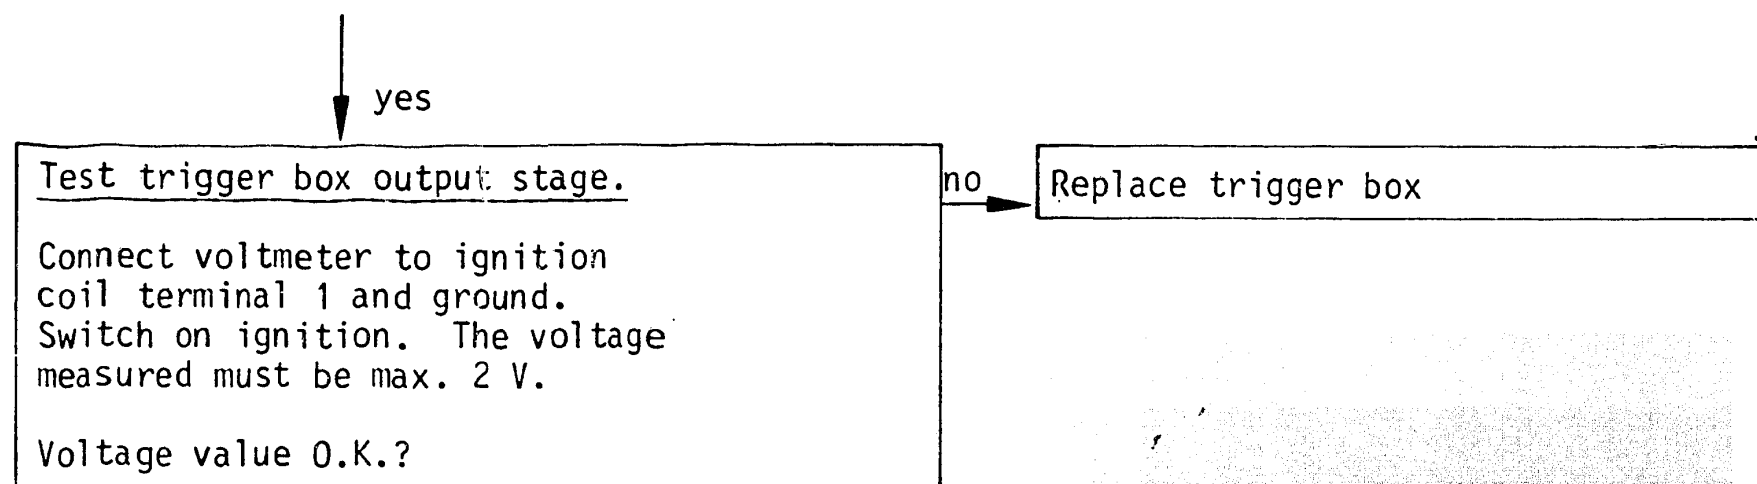 yes
Test trigger box output stage.
no
Replace trigger box
Connect voltmeter to ignition
coil terminal 1 and ground.
Switch on ignition. The voltage
measured must be max. 2 V.
Voltage value O.K.?